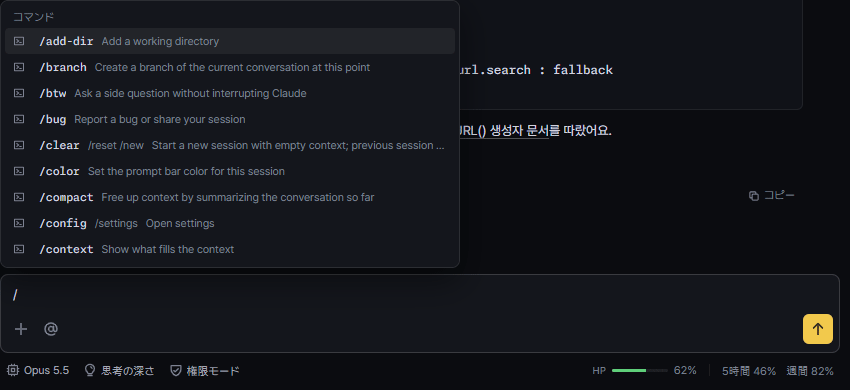 コマンド
/add-dir Add a working directory
/branch Create a branch of the current conversation at this point
/btw Ask a side question without interrupting Claude
/bug Report a bug or share your session
/clear /reset /new Start a new session with empty context; previous session ...
/color Set the prompt bar color for this session
/compact Free up context by summarizing the conversation so far
/config /settings Open settings
/context Show what fills the context
url.search : fallback
URL() 생성자 문서를 따랐어요.
コピー
/
Opus 5.5 思考の深さ 権限モード HP 62% 5時間 46% 週間 82%